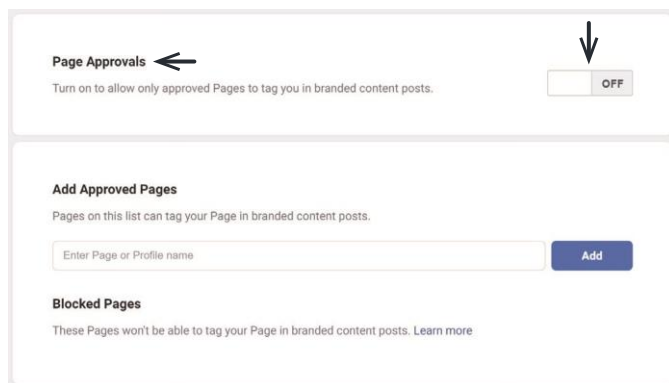 Page Approvals
Turn on to allow only approved Pages to tag you in branded content posts.
OFF
Add Approved Pages
Pages on this list can tag your Page in branded content posts.
Enter Page or Profile name
Add
Blocked Pages
These Pages won't be able to tag your Page in branded content posts. Learn more